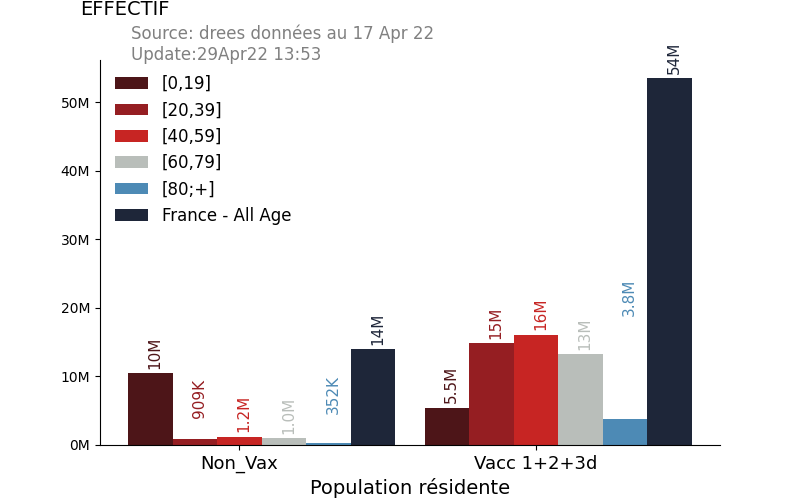 EFFECTIF
Source: drees données au 17 Apr 22
Update:29Apr22 13:53
[0,19]
[20,39]
[40,59]
[60,79]
[80;+]
France - All Age
50M
40M
30M
20M
10M
0M
10M
909K
1.2M
1.0M
352K
14M
5.5M
15M
16M
13M
3.8M
54M
Non_Vax
Vacc 1+2+3d
Population résidente